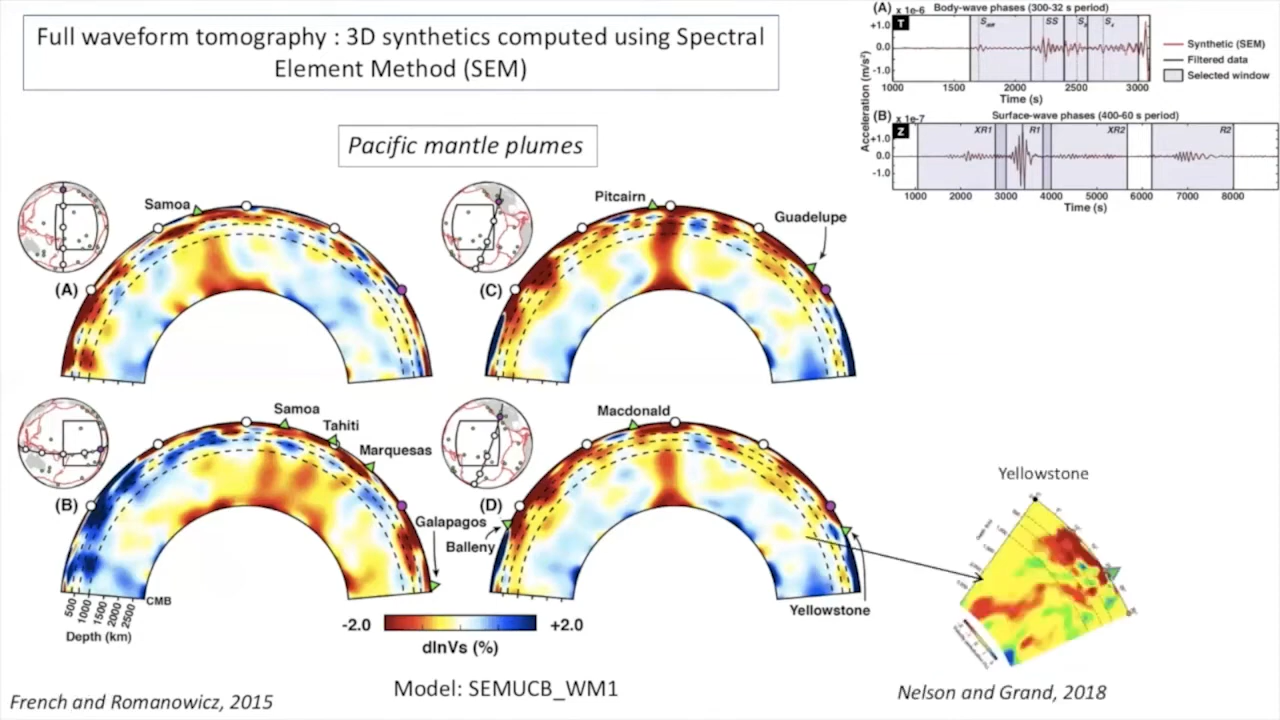 Full waveform tomography : 3D synthetics computed using Spectral
Element Method (SEM)
Pacific mantle plumes
(A) x 1e-6 Body-wave phases (300-32 s period)
T
Sdiff
SS
+1.0
0.0
-1.0
1000 1500 2000 2500 3000
Time (s)
Acceleration (m/s²)
Synthetic (SEM)
Filtered data
Selected window
(B) x 1e-7 Surface-wave phases (400-60 s period)
Z
XR1 R1 XR2 R2
+1.0
0.0
-1.0
1000 2000 3000 4000 5000 6000 7000 8000
Time (s)
Samoa
(A)
Pitcairn
Guadelupe
(C)
Samoa
Tahiti
Marquesas
(B)
Galapagos
500 1000 1500 2000 2500
CMB
Depth (km)
Macdonald
(D)
Balleny
Yellowstone
-2.0 +2.0
dlnVs (%)
Yellowstone
Model: SEMUCB_WM1
French and Romanowicz, 2015
Nelson and Grand, 2018